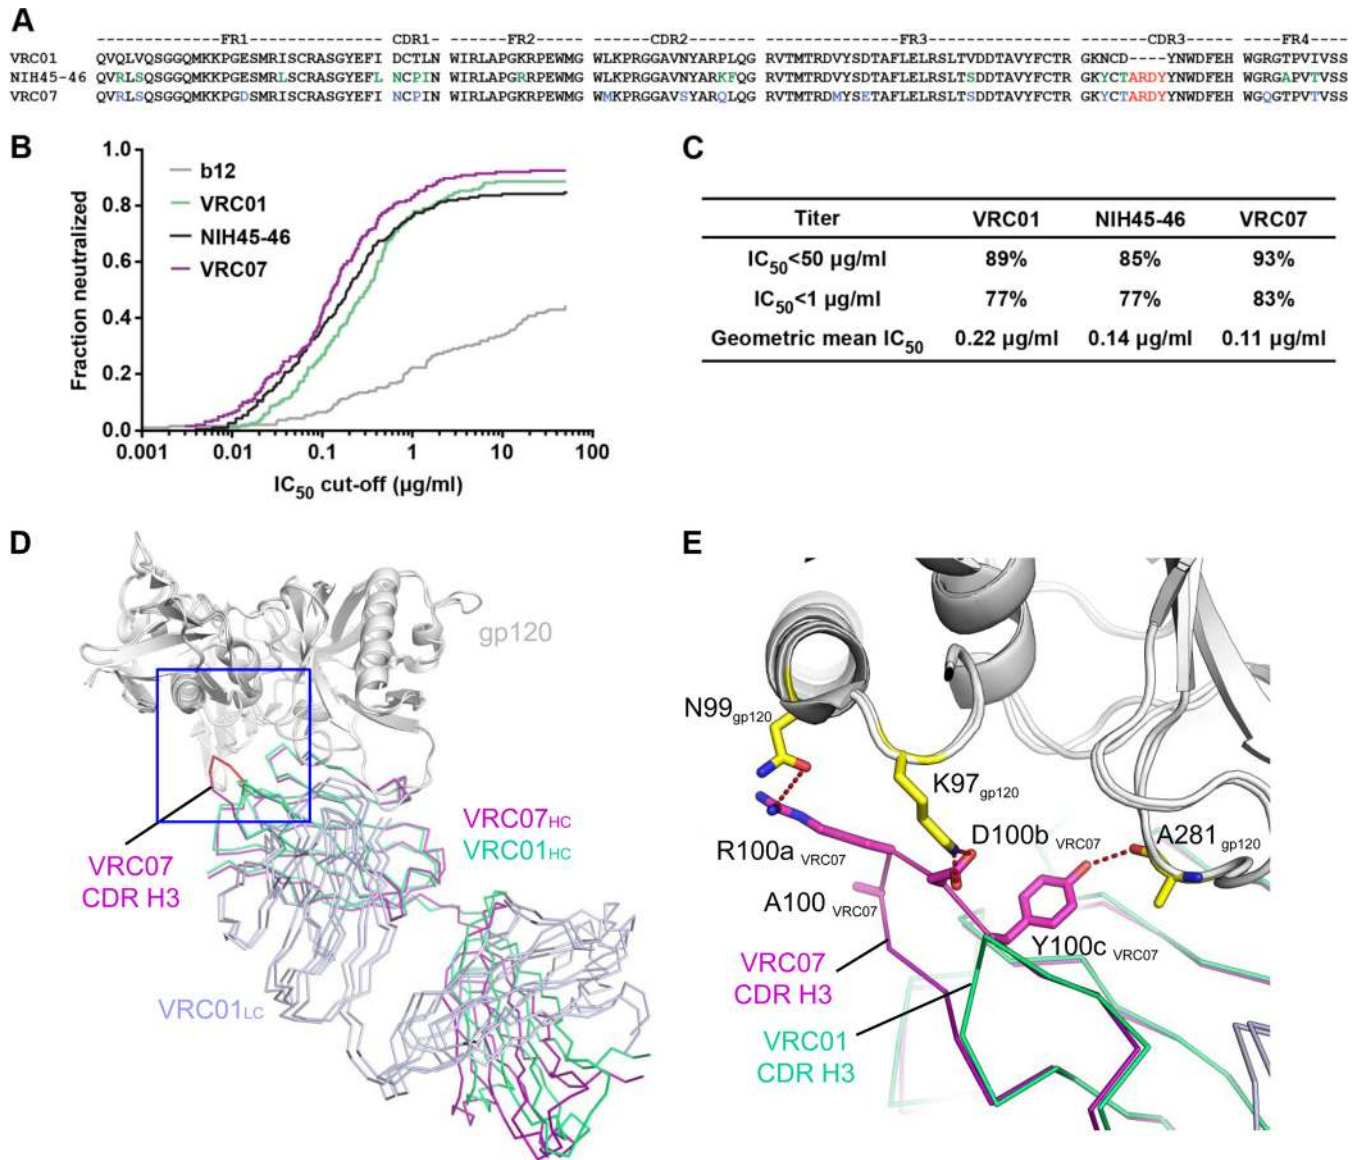 A
------------FR1------------ CDR1- -----FR2----- ------CDR2------ --------------FR3-------------- -----CDR3----- ----FR4----
VRC01 QVQLVQSGGQMKKPGESMRISCRASGYEFI DCTLN WIRLAPGKRPEWMG WLKPRGGAVNYARPLQG RVTMTRDVYSDTAFLELRSLTVDDTAVYFCTR GKNCD----YNWDFEH WGRGTPVIVSS
NIH45-46 QVRLSQSGGQMKKPGESMRLSCRASGYEFL NCPIN WIRLAPGRRPEWMG WLKPRGGAVNYARKFQG RVTMTRDVYSDTAFLELRSLTSDDTAVYFCTR GKYCTARDYYNWDFEH WGRGAPVTVSS
VRC07 QVRLSQSGGQMKKPGDSMRISCRASGYEFI NCPIN WIRLAPGKRPEWMG WMKPRGGAVSYARQLQG RVTMTRDMYSETAFLELRSLTSDDTAVYFCTR GKYCTARDYYNWDFEH WGQGTPVTVSS
B
Fraction neutralized
1.0
0.8
0.6
0.4
0.2
0.0
b12
VRC01
NIH45-46
VRC07
0.001 0.01 0.1 1 10 100
IC50 cut-off (µg/ml)
C
Titer VRC01 NIH45-46 VRC07
IC50<50 µg/ml 89% 85% 93%
IC50<1 µg/ml 77% 77% 83%
Geometric mean IC50 0.22 µg/ml 0.14 µg/ml 0.11 µg/ml
D
gp120
VRC07HC
VRC01HC
VRC07
CDR H3
VRC01LC
E
N99gp120
K97gp120
R100a VRC07
D100b VRC07
A281gp120
A100 VRC07
Y100c VRC07
VRC07
CDR H3
VRC01
CDR H3